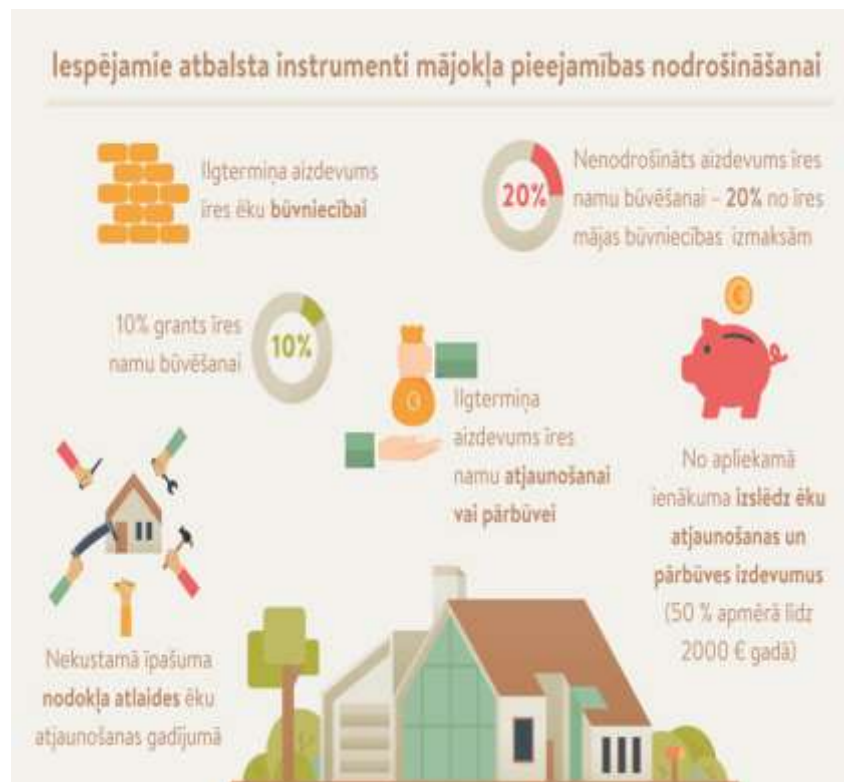 Iespējamie atbalsta instrumenti mājokļa pieejamības nodrošināšanai
Ilgtermiņa aizdevums
īres ēku būvniecībai
20%
Nenodrošināts aizdevums īres
namu būvēšanai – 20% no īres
mājas būvniecības izmaksām
10% grants īres
namu būvēšanai
10%
Ilgtermiņa
aizdevums īres
namu atjaunošanai
vai pārbūvei
No apliekamā
ienākuma izslēdz ēku
atjaunošanas un
pārbūves izdevumus
(50 % apmērā līdz
2000 € gadā)
Nekustamā īpašuma
nodokļa atlaides ēku
atjaunošanas gadījumā